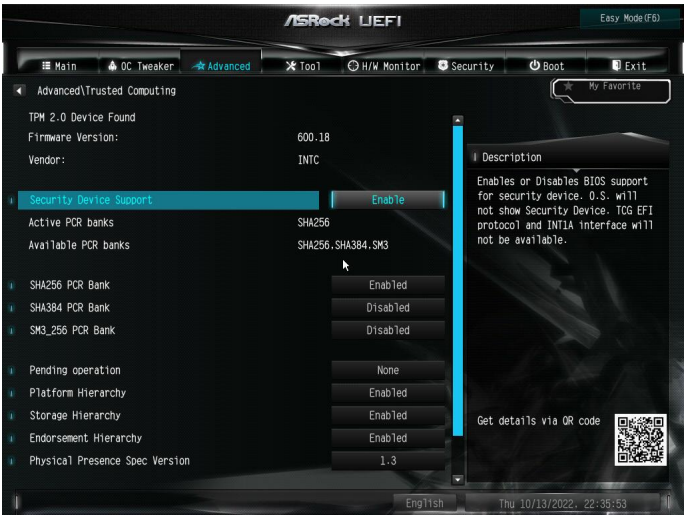 ASRock UEFI
Easy Mode(F6)
Main OC Tweaker Advanced Tool H/W Monitor Security Boot Exit
My Favorite
Advanced\Trusted Computing
TPM 2.0 Device Found
Firmware Version: 600.18
Vendor: INTC
Security Device Support Enable
Active PCR banks SHA256
Available PCR banks SHA256.SHA384.SM3
SHA256 PCR Bank Enabled
SHA384 PCR Bank Disabled
SM3_256 PCR Bank Disabled
Pending operation None
Platform Hierarchy Enabled
Storage Hierarchy Enabled
Endorsement Hierarchy Enabled
Physical Presence Spec Version 1.3
Description
Enables or Disables BIOS support
for security device. O.S. will
not show Security Device. TCG EFI
protocol and INT1A interface will
not be available.
Get details via QR code
English
Thu 10/13/2022. 22:35:53